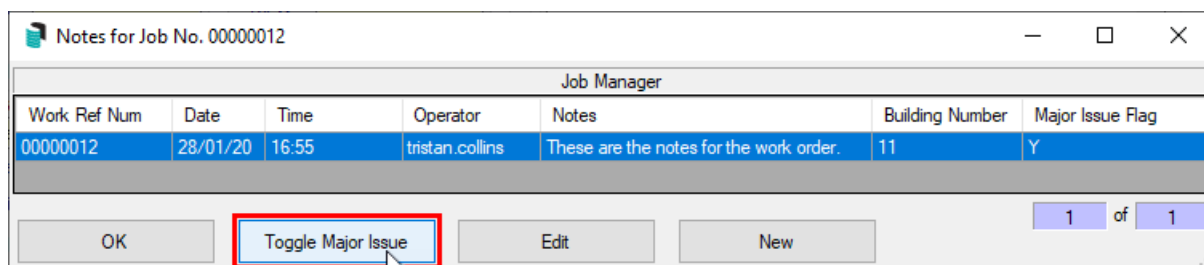 Notes for Job No. 00000012
Job Manager
Work Ref Num Date Time Operator Notes Building Number Major Issue Flag
00000012 28/01/20 16:55 tristan.collins These are the notes for the work order. 11 Y
1 of 1
OK Toggle Major Issue Edit New